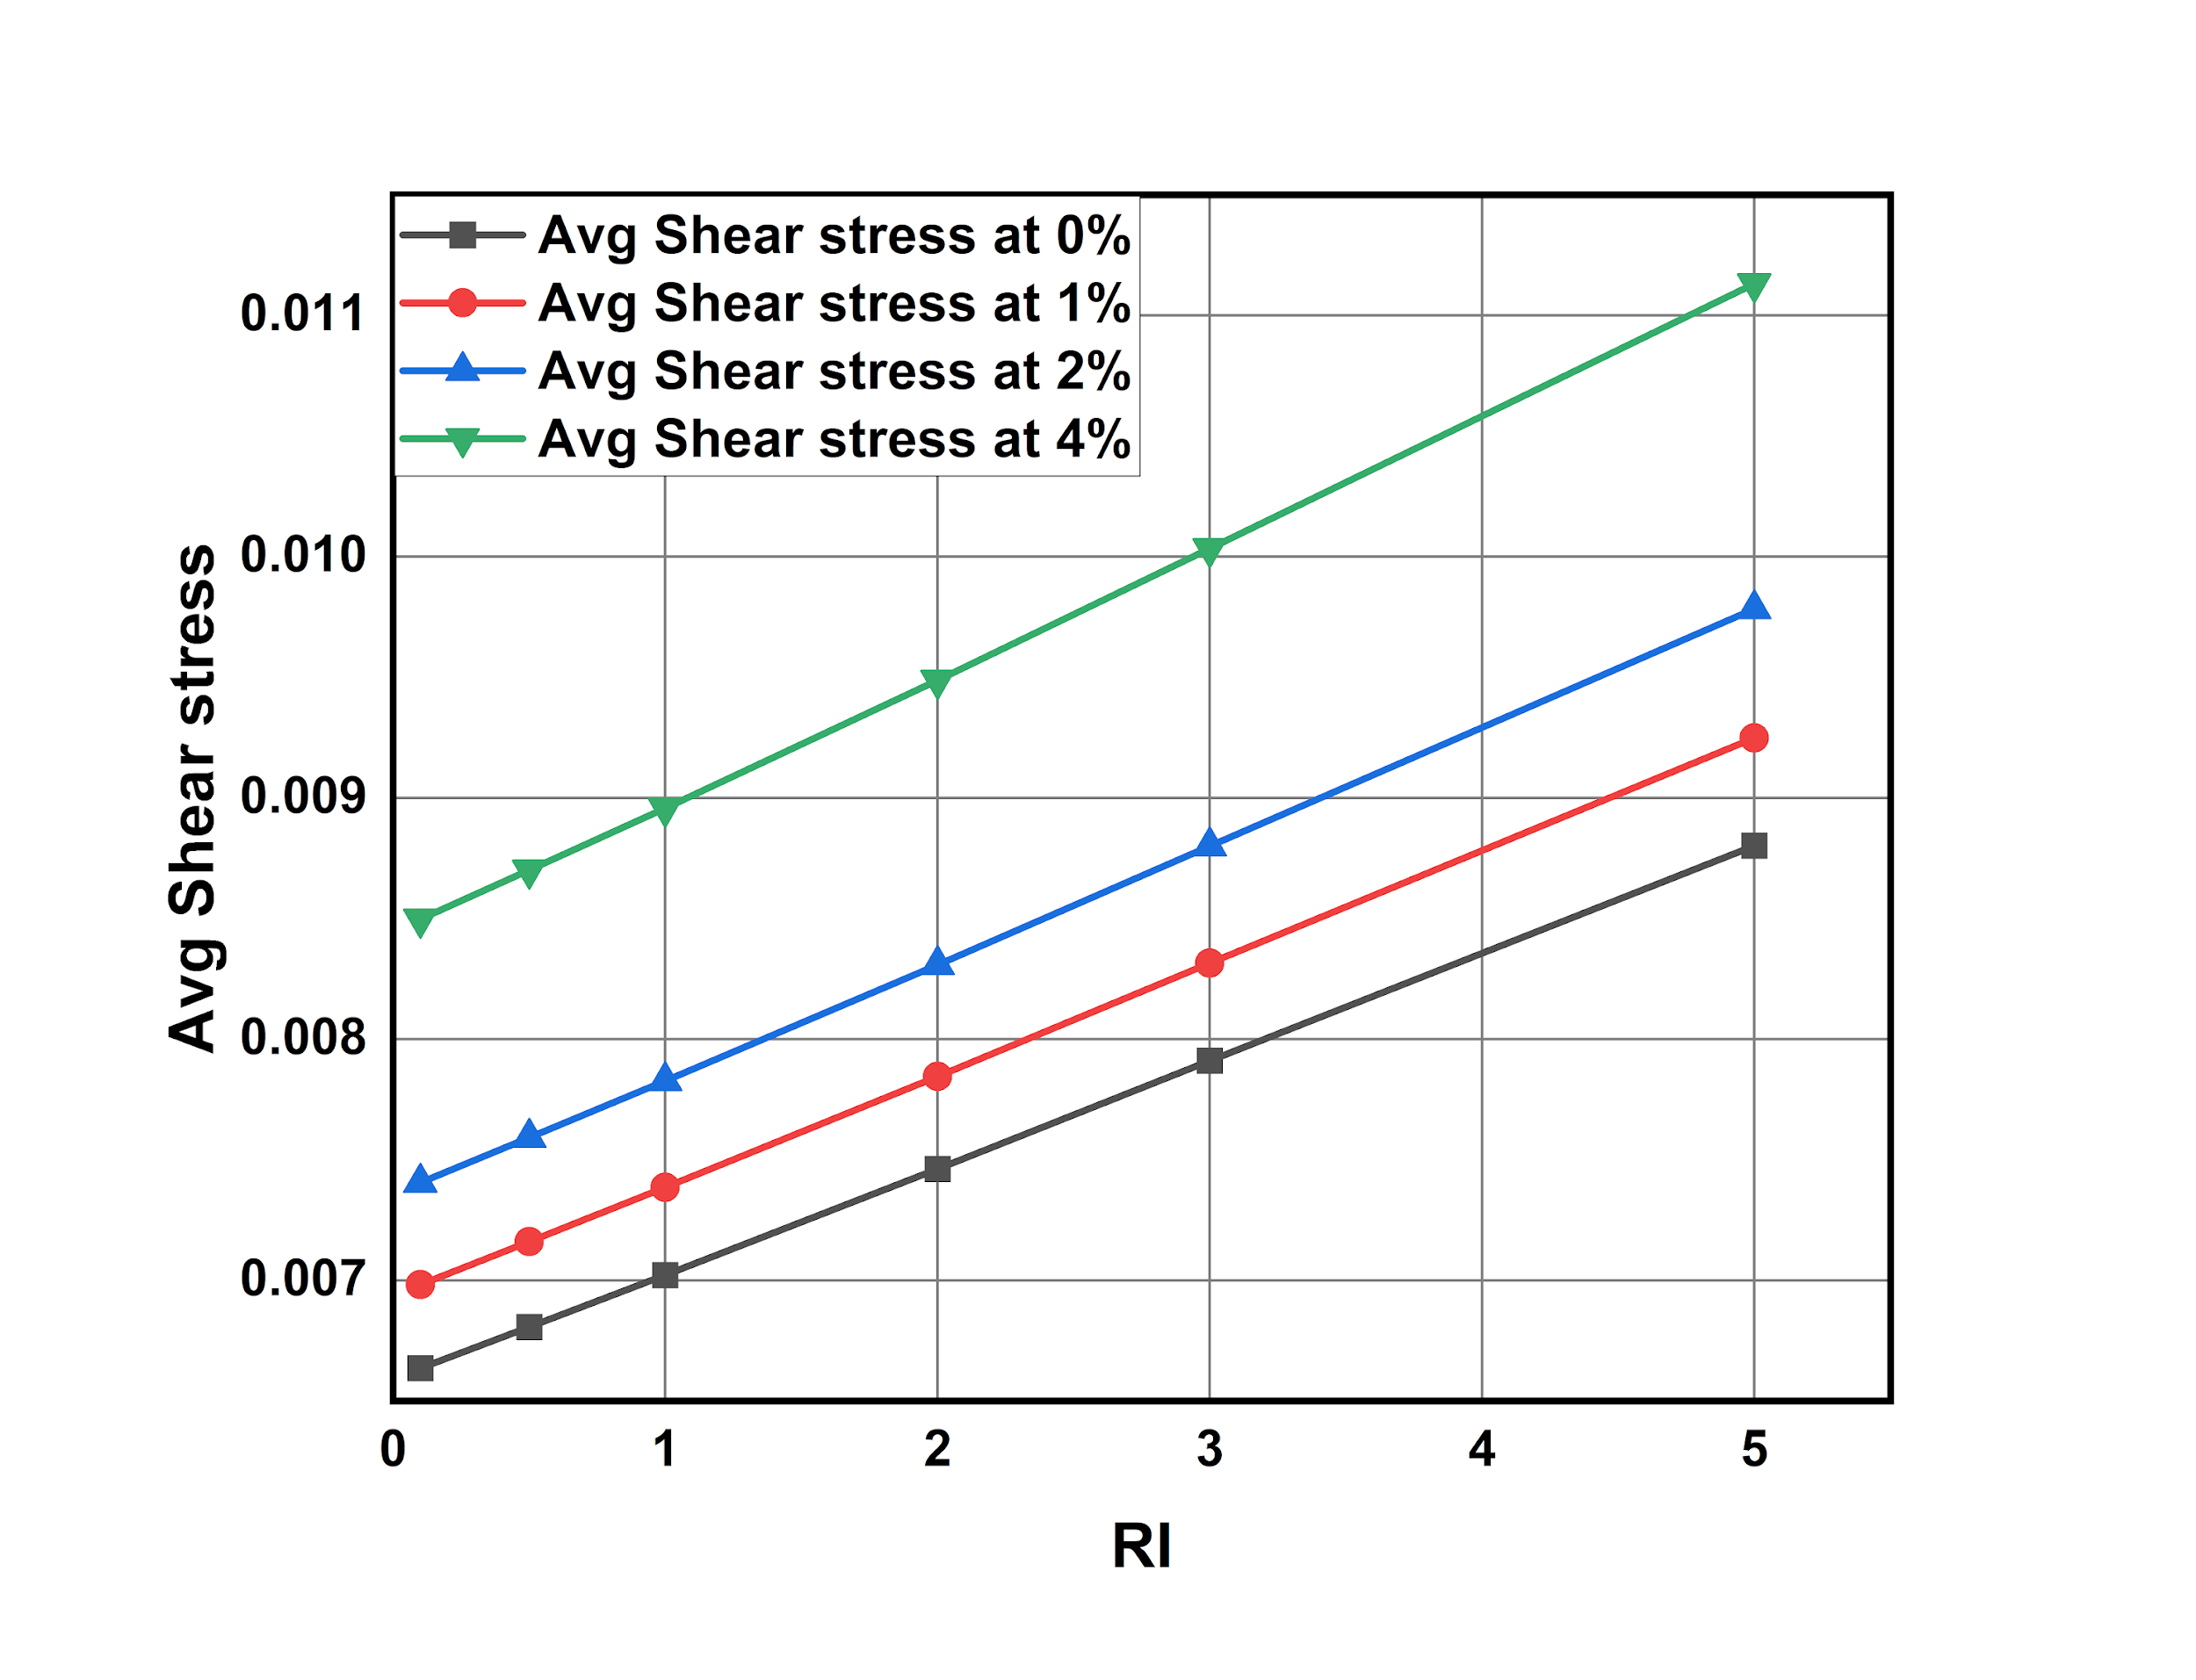 Avg Shear stress at 0%
Avg Shear stress at 1%
Avg Shear stress at 2%
Avg Shear stress at 4%
0.011
0.010
0.009
0.008
0.007
Avg Shear stress
0 1 2 3 4 5
RI